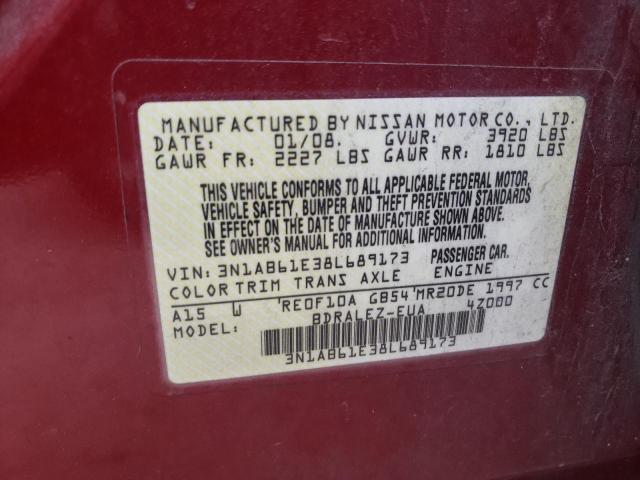 MANUFACTURED BY NISSAN MOTOR CO., LTD.
DATE: 01/08. GVWR: 3920 LBS
GAWR FR: 2227 LBS GAWR RR: 1810 LBS
THIS VEHICLE CONFORMS TO ALL APPLICABLE FEDERAL MOTOR
VEHICLE SAFETY, BUMPER AND THEFT PREVENTION STANDARDS
IN EFFECT ON THE DATE OF MANUFACTURE SHOWN ABOVE.
SEE OWNER'S MANUAL FOR ADDITIONAL INFORMATION.
VIN: 3N1AB61E38L689173 PASSENGER CAR.
COLOR TRIM TRANS AXLE ENGINE
A15 W 'RE0F10A GB54'MR20DE 1997 CC
MODEL: BDRALEZ-EUA 4Z000
3N1AB61E38L689173